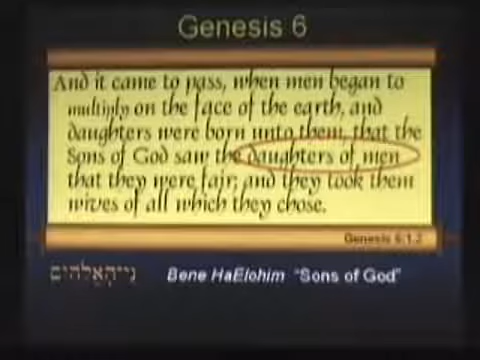 Genesis 6
And it came to pass, when men began to
multiply on the face of the earth, and
daughters were born unto them, that the
Sons of God saw the daughters of men
that they were fair; and they took them
wives of all which they chose.
Genesis 6:1,2
Bene HaElohim "Sons of God"